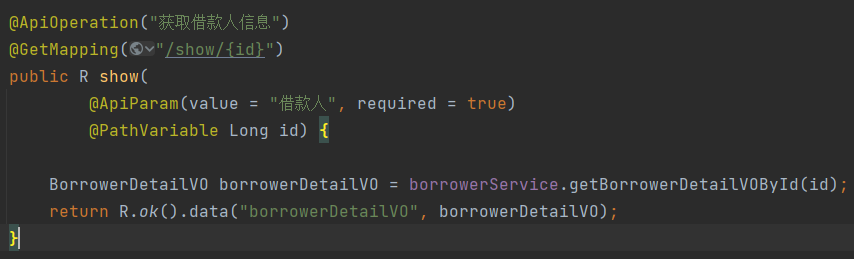 @ApiOperation("获取借款人信息")
@GetMapping("/show/{id}")
public R show(
@ApiParam(value = "借款人", required = true)
@PathVariable Long id) {
BorrowerDetailVO borrowerDetailVO = borrowerService.getBorrowerDetailVOById(id);
return R.ok().data("borrowerDetailVO", borrowerDetailVO);
}